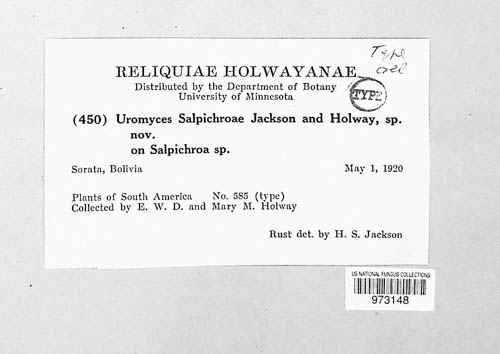 Type
RELIQUIAE HOLWAYANAE
Distributed by the Department of Botany
University of Minnesota
TYPE
(450) Uromyces Salpichroae Jackson and Holway, sp.
nov.
on Salpichroa sp.
Sorata, Bolivia May 1, 1920
Plants of South America No. 585 (type)
Collected by E. W. D. and Mary M. Holway
Rust det. by H. S. Jackson
US NATIONAL FUNGUS COLLECTIONS
973148